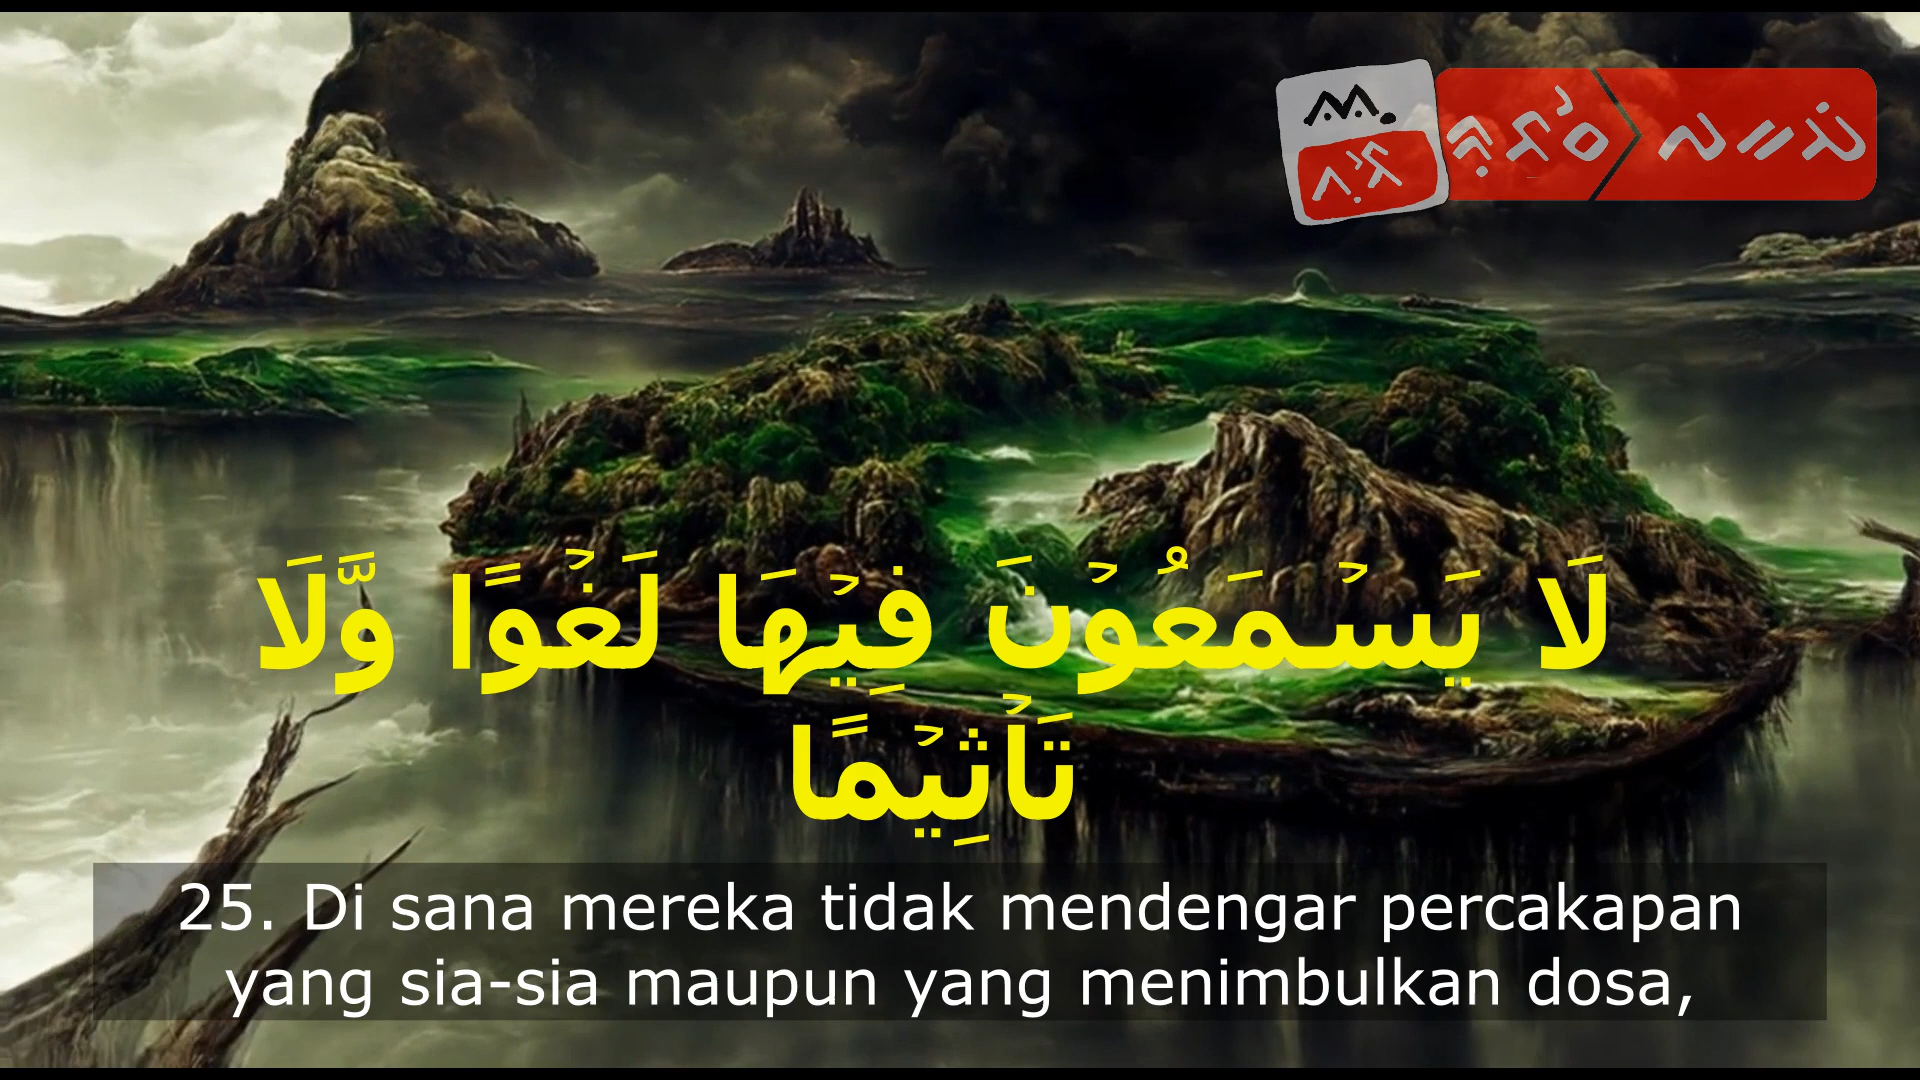 لَا يَسۡمَعُوۡنَ فِيۡهَا لَغۡوًا وَّلَا
تَاۡثِيۡمًا
25. Di sana mereka tidak mendengar percakapan
yang sia-sia maupun yang menimbulkan dosa,